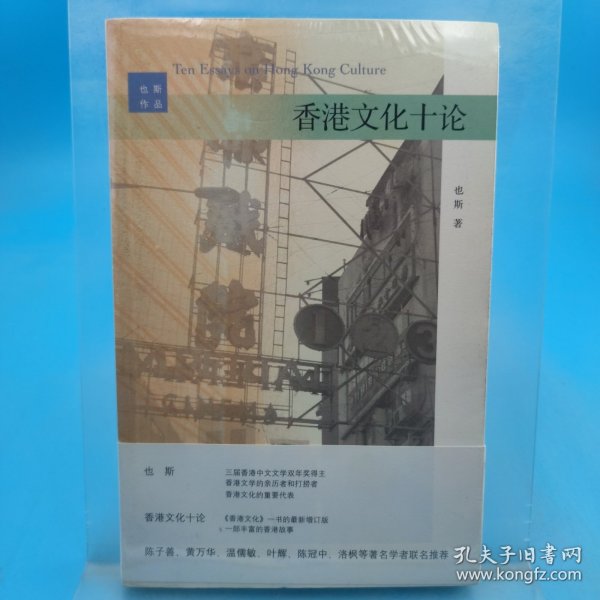 Ten Essays on Hong Kong Culture
也斯
作品
香港文化十论
也斯 著
123
也 斯
三届香港中文文学双年奖得主
香港文学的亲历者和打捞者
香港文化的重要代表
香港文化十论
《香港文化》一书的最新增订版
一部丰富的香港故事
陈子善、黄万华、温儒敏、叶辉、陈冠中、洛枫等著名学者联名推荐
孔夫子旧书网
www.kongfz.com